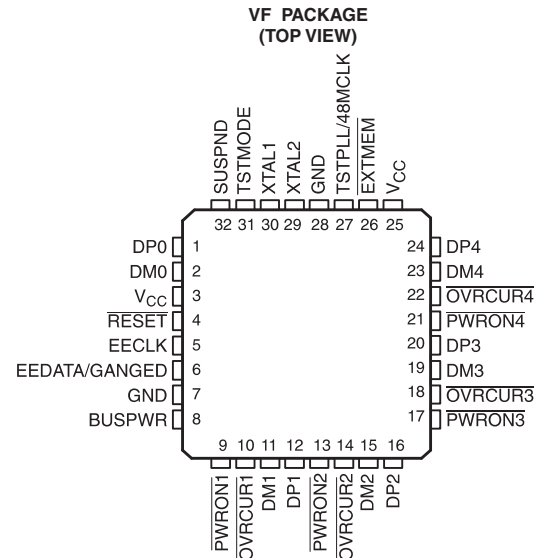 VF PACKAGE
(TOP VIEW)
SUSPND
TSTMODE
XTAL1
XTAL2
GND
TSTPLL/48MCLK
EXTMEM
VCC
32 31 30 29 28 27 26 25
DP0 1
DM0 2
VCC 3
RESET 4
EECLK 5
EEDATA/GANGED 6
GND 7
BUSPWR 8
24 DP4
23 DM4
22 OVRCUR4
21 PWRON4
20 DP3
19 DM3
18 OVRCUR3
17 PWRON3
9 10 11 12 13 14 15 16
PWRON1
OVRCUR1
DM1
DP1
PWRON2
OVRCUR2
DM2
DP2